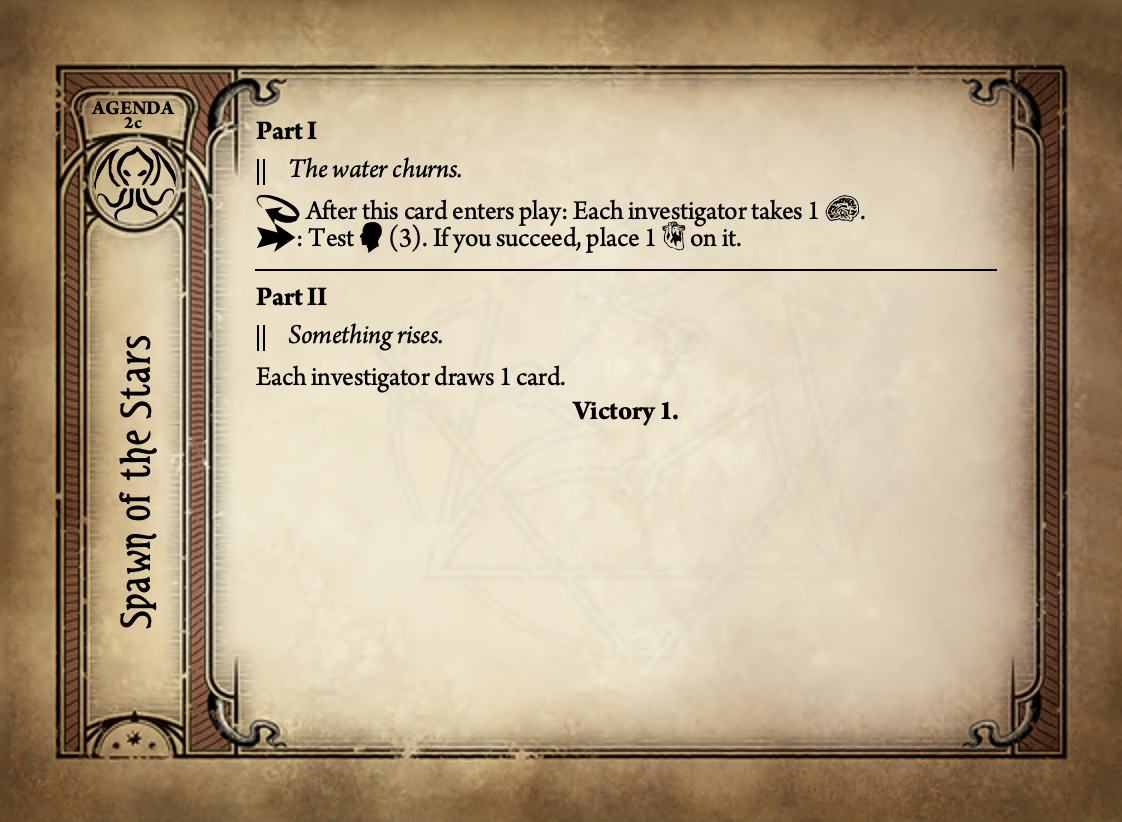 AGENDA
2c
Spawn of the Stars
Part I
The water churns.
After this card enters play: Each investigator takes 1 .
: Test (3). If you succeed, place 1 on it.
Part II
Something rises.
Each investigator draws 1 card.
Victory 1.